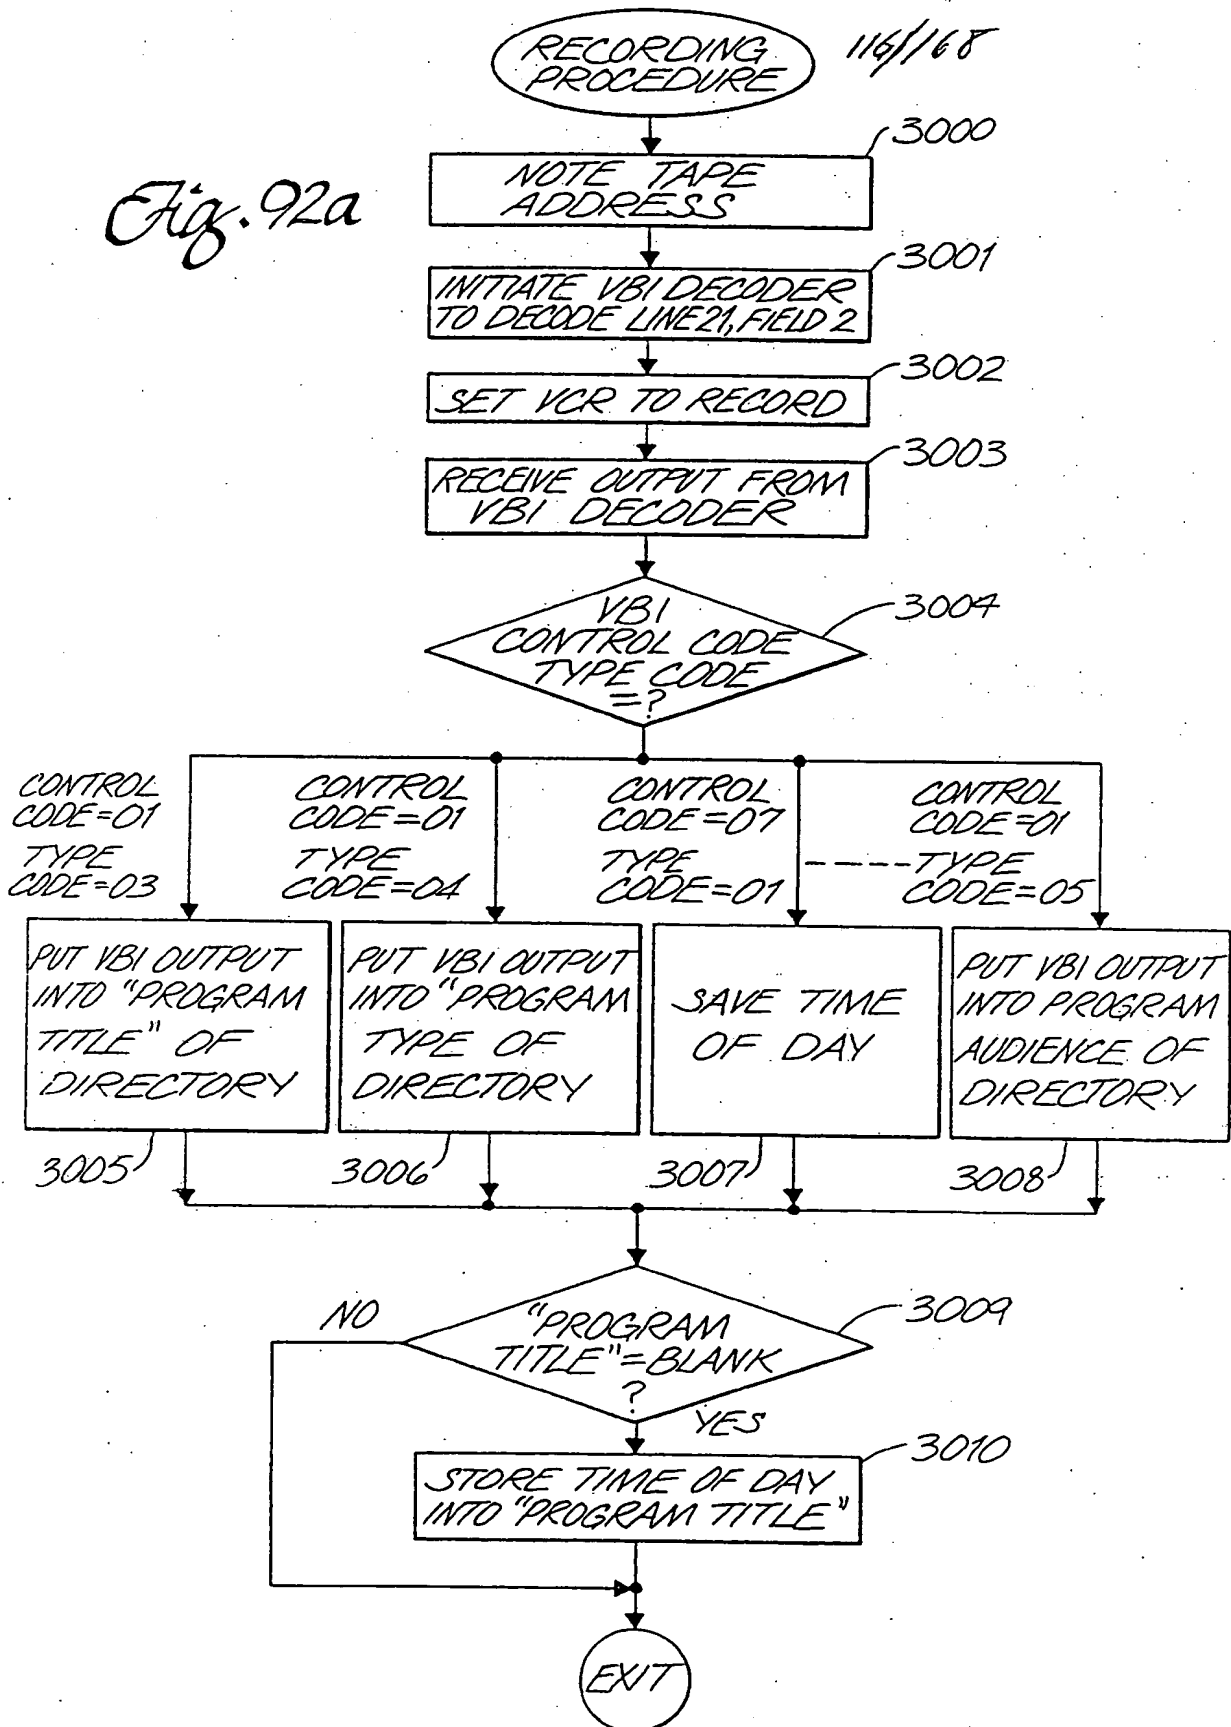 RECORDING
PROCEDURE
116/168
Fig. 92a
3000
NOTE TAPE
ADDRESS
3001
INITIATE VBI DECODER
TO DECODE LINE 21, FIELD 2
3002
SET VCR TO RECORD
3003
RECEIVE OUTPUT FROM
VBI DECODER
3004
VBI
CONTROL CODE
TYPE CODE
=?
CONTROL
CODE=01
TYPE
CODE=03
CONTROL
CODE=01
TYPE
CODE=04
CONTROL
CODE=07
TYPE
CODE=01
CONTROL
CODE=01
TYPE
CODE=05
PUT VBI OUTPUT
INTO "PROGRAM
TITLE" OF
DIRECTORY
PUT VBI OUTPUT
INTO "PROGRAM
TYPE OF
DIRECTORY
SAVE TIME
OF DAY
PUT VBI OUTPUT
INTO PROGRAM
AUDIENCE OF
DIRECTORY
3005
3006
3007
3008
NO
"PROGRAM
TITLE"=BLANK
?
3009
YES
3010
STORE TIME OF DAY
INTO "PROGRAM TITLE"
EXIT